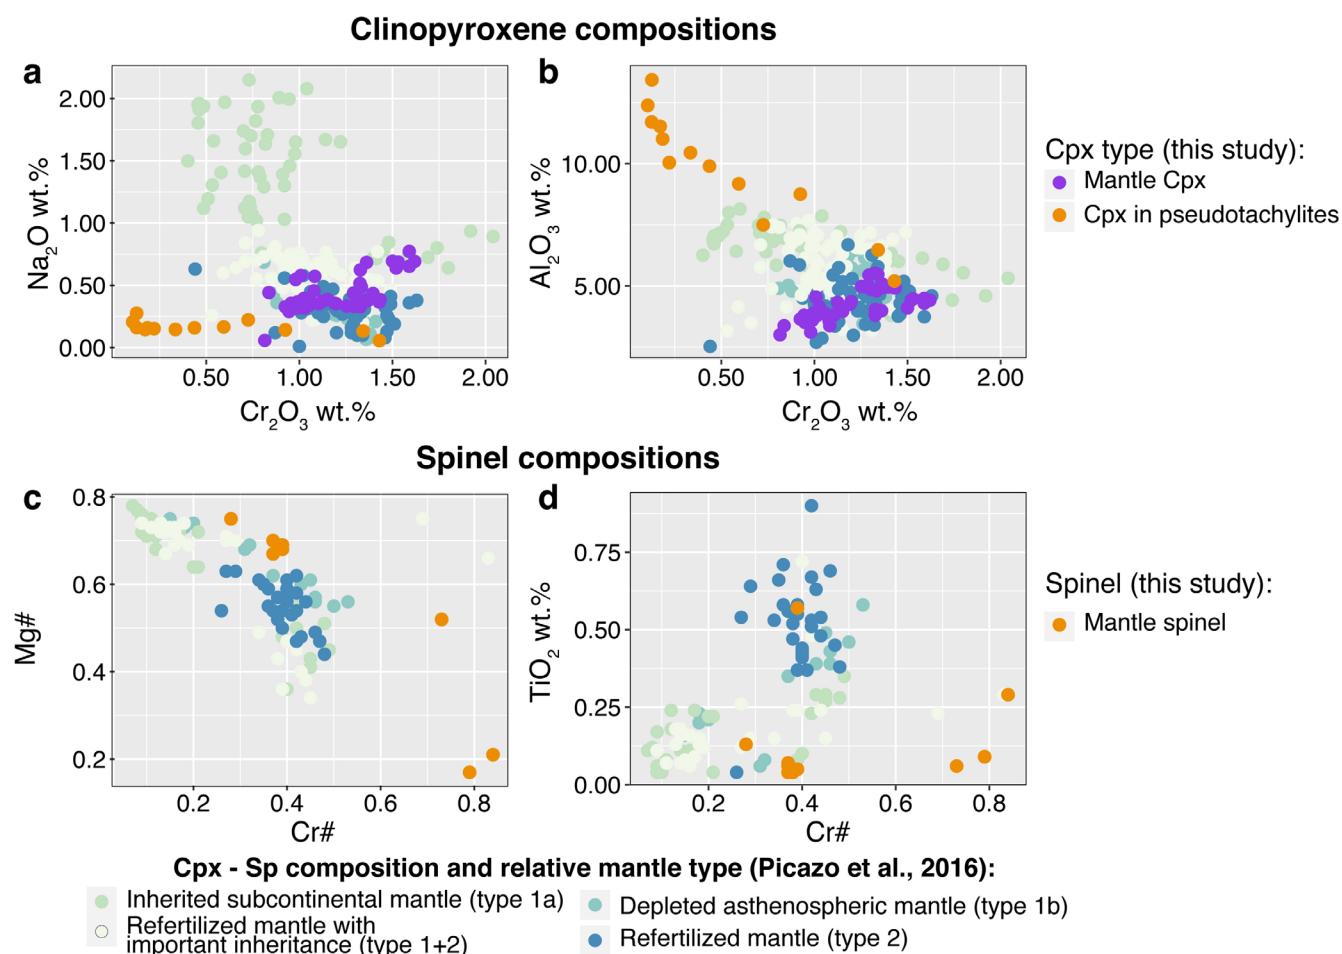 Clinopyroxene compositions
a
b
2.00
1.50
1.00
0.50
0.00
Na₂O wt.%
0.50 1.00 1.50 2.00
Cr₂O₃ wt.%
10.00
5.00
Al₂O₃ wt.%
0.50 1.00 1.50 2.00
Cr₂O₃ wt.%
Cpx type (this study):
Mantle Cpx
Cpx in pseudotachylites
Spinel compositions
c
d
0.8
0.6
0.4
0.2
Mg#
0.2 0.4 0.6 0.8
Cr#
0.75
0.50
0.25
0.00
TiO₂ wt.%
0.2 0.4 0.6 0.8
Cr#
Spinel (this study):
Mantle spinel
Cpx - Sp composition and relative mantle type (Picazo et al., 2016):
Inherited subcontinental mantle (type 1a)
Refertilized mantle with
important inheritance (type 1+2)
Depleted asthenospheric mantle (type 1b)
Refertilized mantle (type 2)